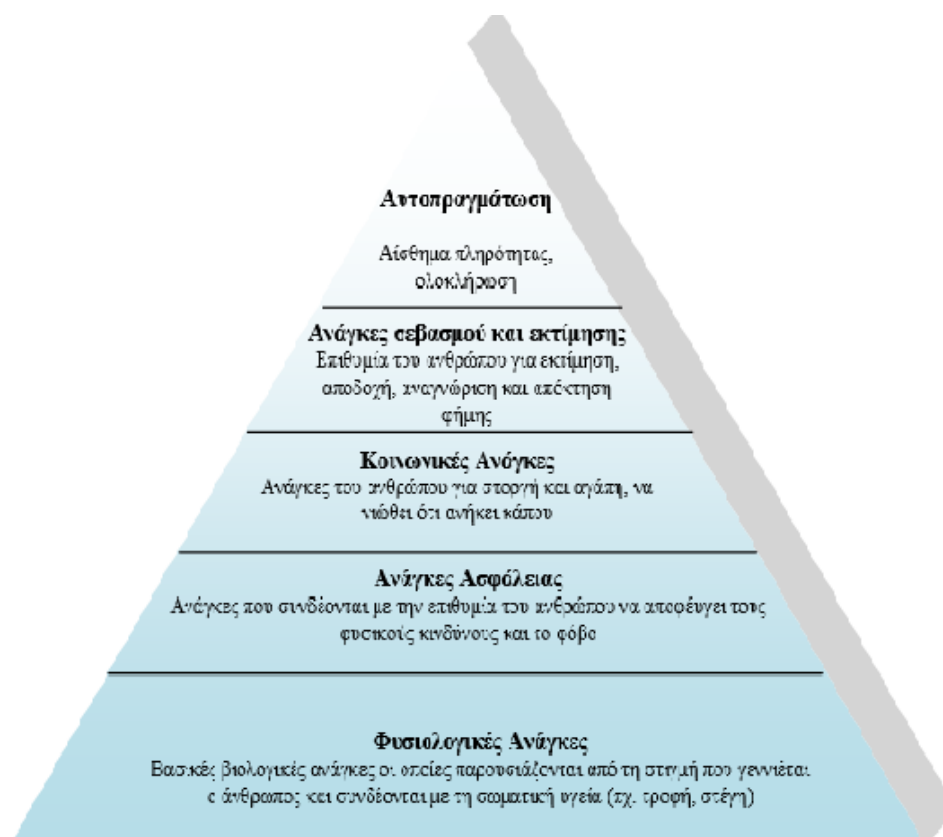 Αυτοπραγμάτωση
Αίσθημα πληρότητας,
ολοκλήρωση
Ανάγκες σεβασμού και εκτίμησης
Επιθυμία του ανθρώπου για εκτίμηση,
αποδοχή, αναγνώριση και απόκτηση
φήμης
Κοινωνικές Ανάγκες
Ανάγκες του ανθρώπου για στοργή και αγάπη, να
νιώθει ότι ανήκει κάπου
Ανάγκες Ασφάλειας
Ανάγκες που συνδέονται με την επιθυμία του ανθρώπου να αποφέυγει τους
φυσικούς κινδύνους και το φόβο
Φυσιολογικές Ανάγκες
Βασικές βιολογικές ανάγκες οι οποίες παρουσιάζονται από τη στιγμή που γεννιέται
ο άνθρωπος και συνδέονται με τη σωματική υγεία (πχ. τροφή, στέγη)